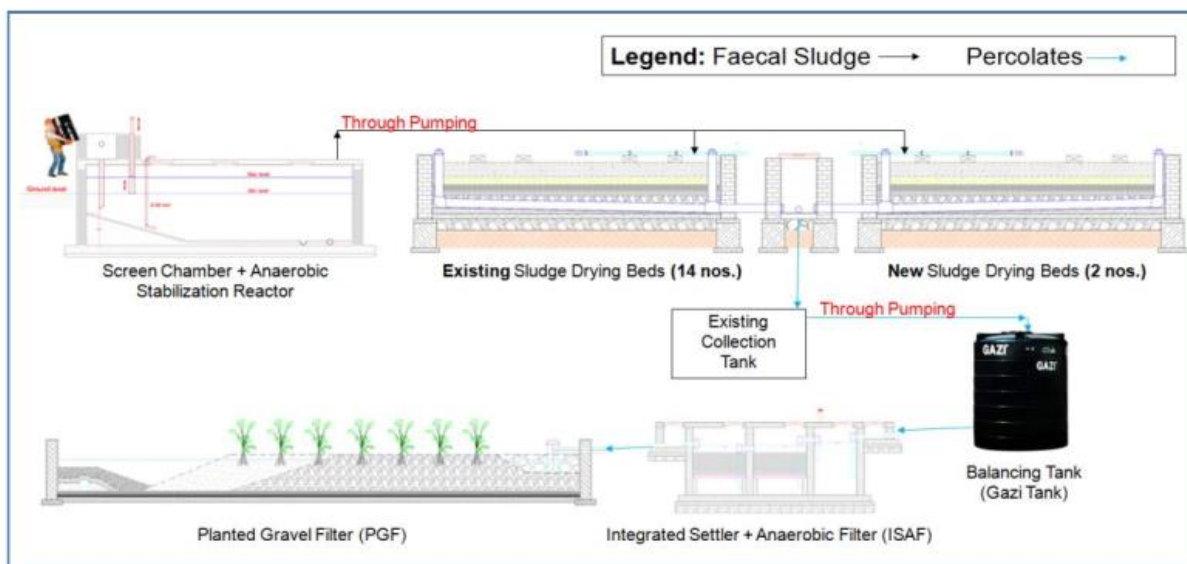 Legend: Faecal Sludge Percolates
Through Pumping
Ground level
Screen Chamber + Anaerobic
Stabilization Reactor
Existing Sludge Drying Beds (14 nos.)
New Sludge Drying Beds (2 nos.)
Existing
Collection
Tank
Through Pumping
GAZI
GAZI
Balancing Tank
(Gazi Tank)
Planted Gravel Filter (PGF)
Integrated Settler + Anaerobic Filter (ISAF)